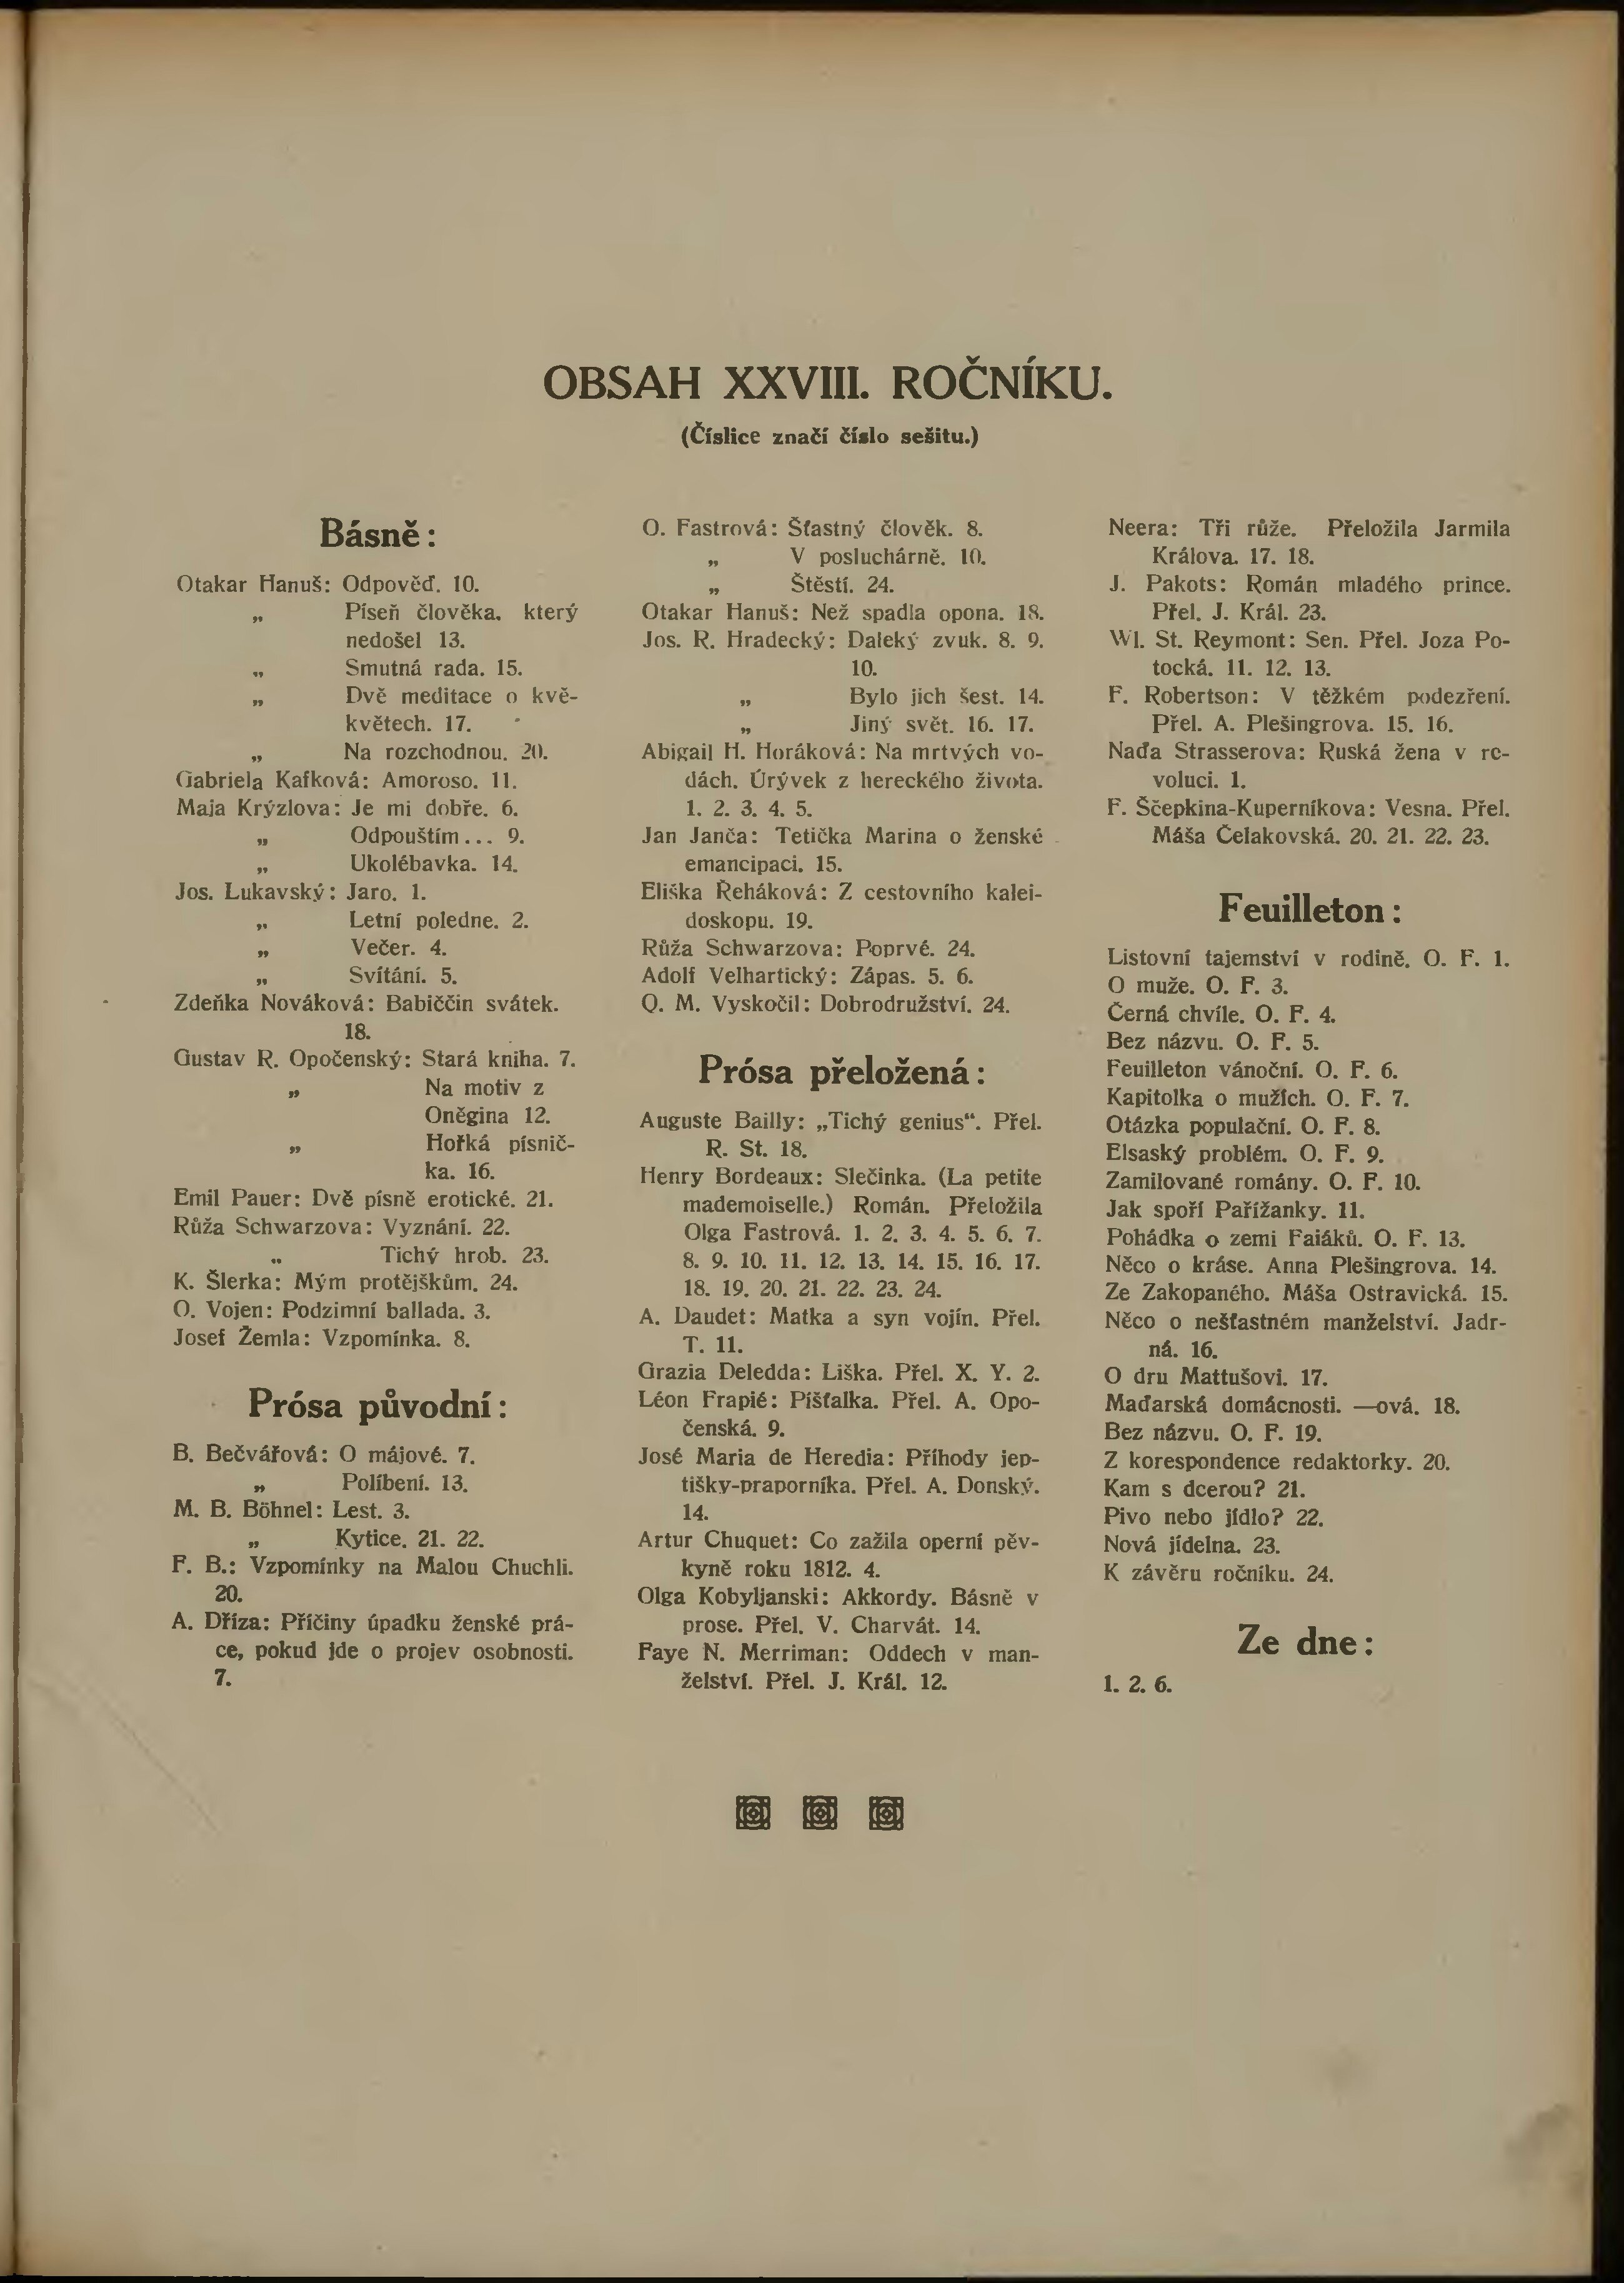 OBSAH XXVIII. ROČNÍKU.
(Číslice značí číslo sešitu.)
Básně:
Otakar Hanuš: Odpověď. 10.
„ Píseň člověka, který
nedošel 13.
„ Smutná rada. 15.
„ Dvě meditace o kvě-
květech. 17.
„ Na rozchodnou. 20.
Gabriela Kafková: Amoroso. 11.
Maja Krýzlova: Je mi dobře. 6.
„ Odpouštím... 9.
„ Ukolébavka. 14.
Jos. Lukavský: Jaro. 1.
„ Letní poledne. 2.
„ Večer. 4.
„ Svítání. 5.
Zdeňka Nováková: Babiččin svátek.
18.
Gustav R. Opočenský: Stará kniha. 7.
„ Na motiv z
Oněgina 12.
„ Hořká písnič-
ka. 16.
Emil Pauer: Dvě písně erotické. 21.
Růža Schwarzova: Vyznání. 22.
„ Tichý hrob. 23.
K. Šlerka: Mým protějškům. 24.
O. Vojen: Podzimní ballada. 3.
Josef Žemla: Vzpomínka. 8.
Prósa původní:
B. Bečvářová: O májové. 7.
„ Políbení. 13.
M. B. Böhnel: Lest. 3.
„ Kytice. 21. 22.
F. B.: Vzpomínky na Malou Chuchli.
20.
A. Dříza: Příčiny úpadku ženské prá-
ce, pokud jde o projev osobnosti.
7.
O. Fastrová: Šťastný člověk. 8.
„ V posluchárně. 10.
„ Štěstí. 24.
Otakar Hanuš: Než spadla opona. 18.
Jos. R. Hradecký: Daleký zvuk. 8. 9.
10.
„ Bylo jich šest. 14.
„ Jiný svět. 16. 17.
Abigail H. Horáková: Na mrtvých vo-
dách. Úrývek z hereckého života.
1. 2. 3. 4. 5.
Jan Janča: Tetička Marina o ženské
emancipaci. 15.
Eliška Řeháková: Z cestovního kalei-
doskopu. 19.
Růža Schwarzova: Poprvé. 24.
Adolf Velhartický: Zápas. 5. 6.
Q. M. Vyskočil: Dobrodružství. 24.
Prósa přeložená:
Auguste Bailly: „Tichý genius“. Přel.
R. St. 18.
Henry Bordeaux: Slečinka. (La petite
mademoiselle.) Román. Přeložila
Olga Fastrová. 1. 2. 3. 4. 5. 6. 7.
8. 9. 10. 11. 12. 13. 14. 15. 16. 17.
18. 19. 20. 21. 22. 23. 24.
A. Daudet: Matka a syn vojín. Přel.
T. 11.
Grazia Deledda: Liška. Přel. X. Y. 2.
Léon Frapié: Píšťalka. Přel. A. Opo-
čenská. 9.
José Maria de Heredia: Příhody jep-
tišky-praporníka. Přel. A. Donský.
14.
Artur Chuquet: Co zažila operní pěv-
kyně roku 1812. 4.
Olga Kobyljanski: Akkordy. Básně v
prose. Přel. V. Charvát. 14.
Faye N. Merriman: Oddech v man-
želství. Přel. J. Král. 12.
Neera: Tři růže. Přeložila Jarmila
Králova. 17. 18.
J. Pakots: Román mladého prince.
Přel. J. Král. 23.
Wl. St. Reymont: Sen. Přel. Joza Po-
tocká. 11. 12. 13.
F. Robertson: V těžkém podezření.
Přel. A. Plešingrova. 15. 16.
Naďa Strasserova: Ruská žena v re-
voluci. 1.
F. Ščepkina-Kuperníkova: Vesna. Přel.
Máša Čelakovská. 20. 21. 22. 23.
Feuilleton:
Listovní tajemství v rodině. O. F. 1.
O muže. O. F. 3.
Černá chvíle. O. F. 4.
Bez názvu. O. F. 5.
Feuilleton vánoční. O. F. 6.
Kapitolka o mužích. O. F. 7.
Otázka populační. O. F. 8.
Elsaský problém. O. F. 9.
Zamilované romány. O. F. 10.
Jak spoří Pařížanky. 11.
Pohádka o zemi Faiáků. O. F. 13.
Něco o kráse. Anna Plešingrova. 14.
Ze Zakopaného. Máša Ostravická. 15.
Něco o nešťastném manželství. Jadr-
ná. 16.
O dru Mattušovi. 17.
Maďarská domácnosti. —ová. 18.
Bez názvu. O. F. 19.
Z korespondence redaktorky. 20.
Kam s dcerou? 21.
Pivo nebo jídlo? 22.
Nová jídelna. 23.
K závěru ročníku. 24.
Ze dne:
1. 2. 6.